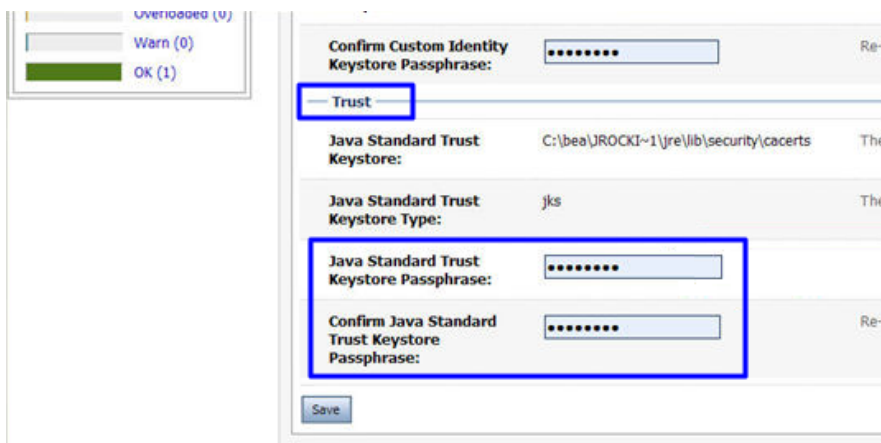 Overloaded (0)
Warn (0)
OK (1)
Confirm Custom Identity
Keystore Passphrase:
••••••••
Re-
Trust
Java Standard Trust
Keystore:
C:\bea\JROCKI~1\jre\lib\security\cacerts
The
Java Standard Trust
Keystore Type:
jks
The
Java Standard Trust
Keystore Passphrase:
••••••••
Confirm Java Standard
Trust Keystore
Passphrase:
••••••••
Re-
Save